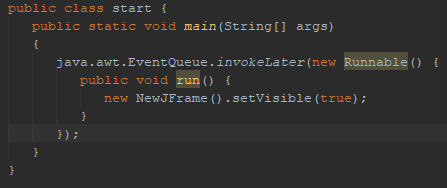 public class start {
public static void main(String[] args)
{
java.awt.EventQueue.invokeLater(new Runnable() {
public void run() {
new NewJFrame().setVisible(true);
}
});
}
}